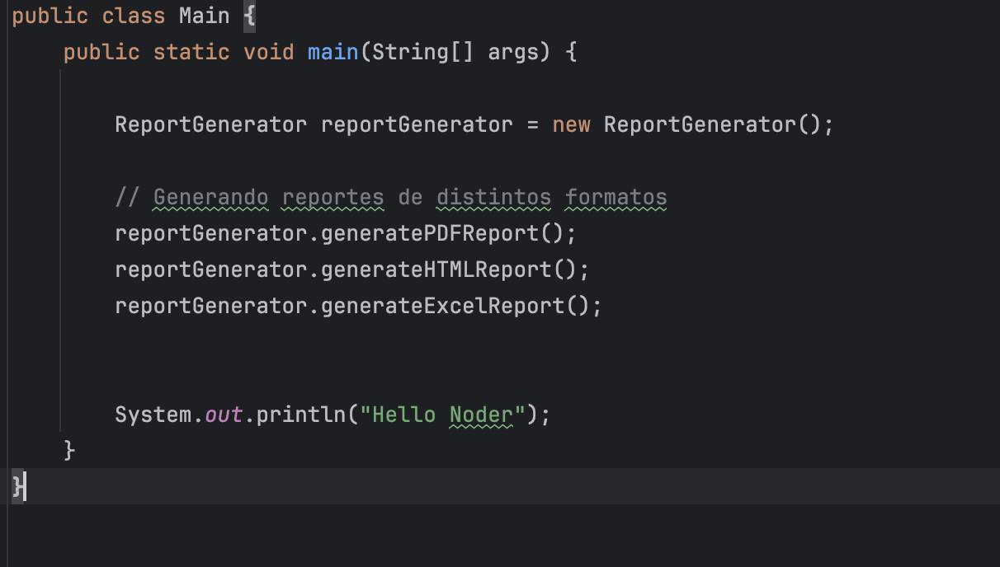 public class Main {
    public static void main(String[] args) {

        ReportGenerator reportGenerator = new ReportGenerator();

        // Generando reportes de distintos formatos
        reportGenerator.generatePDFReport();
        reportGenerator.generateHTMLReport();
        reportGenerator.generateExcelReport();


        System.out.println("Hello Noder");
    }
}